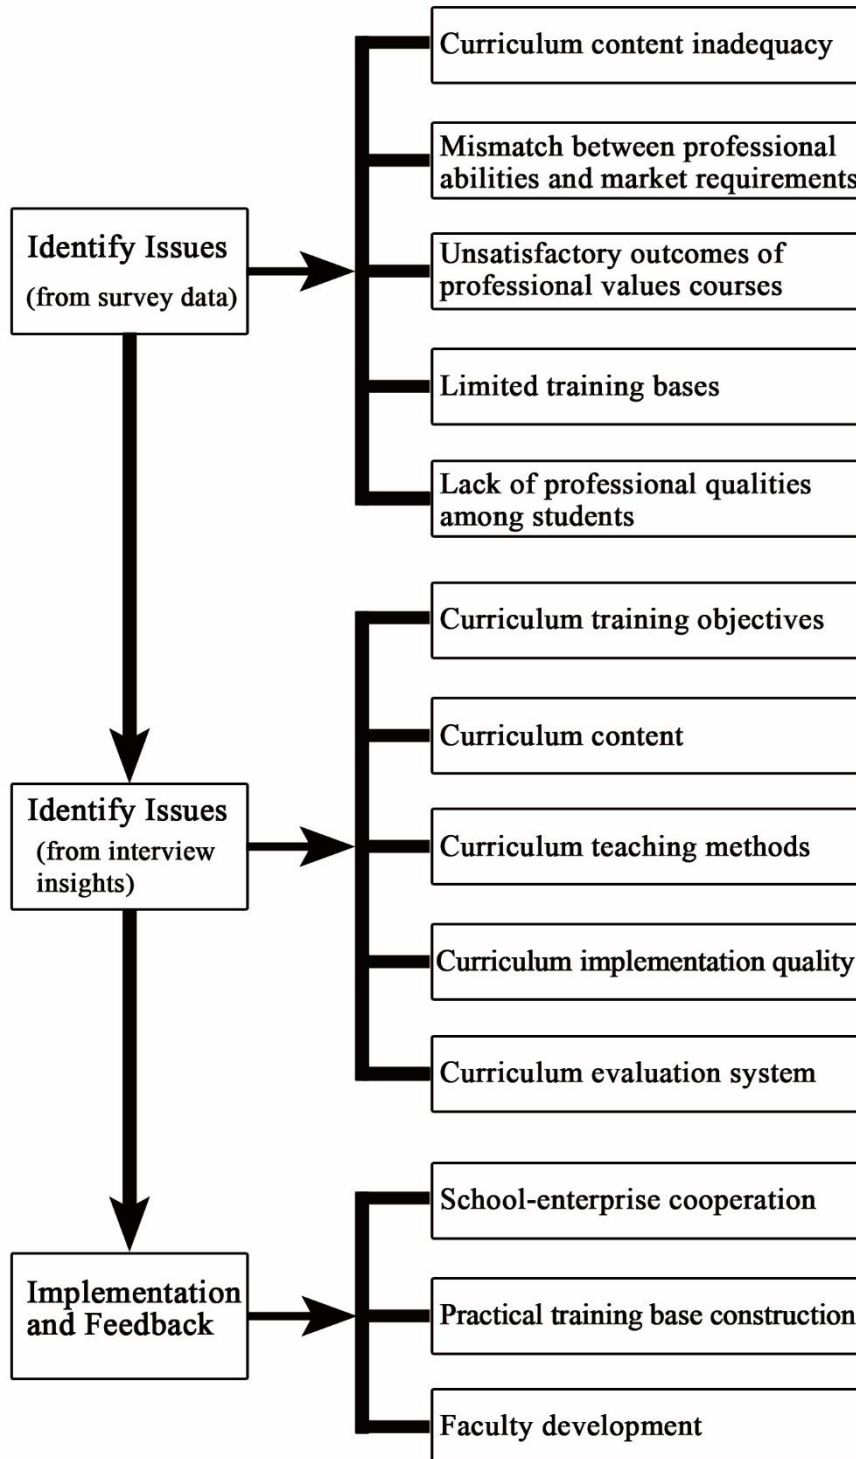 Curriculum content inadequacy
Mismatch between professional
abilities and market requirements
Identify Issues
(from survey data)
Unsatisfactory outcomes of
professional values courses
Limited training bases
Lack of professional qualities
among students
Curriculum training objectives
Curriculum content
Identify Issues
(from interview
insights)
Curriculum teaching methods
Curriculum implementation quality
Curriculum evaluation system
School-enterprise cooperation
Implementation
and Feedback
Practical training base construction
Faculty development